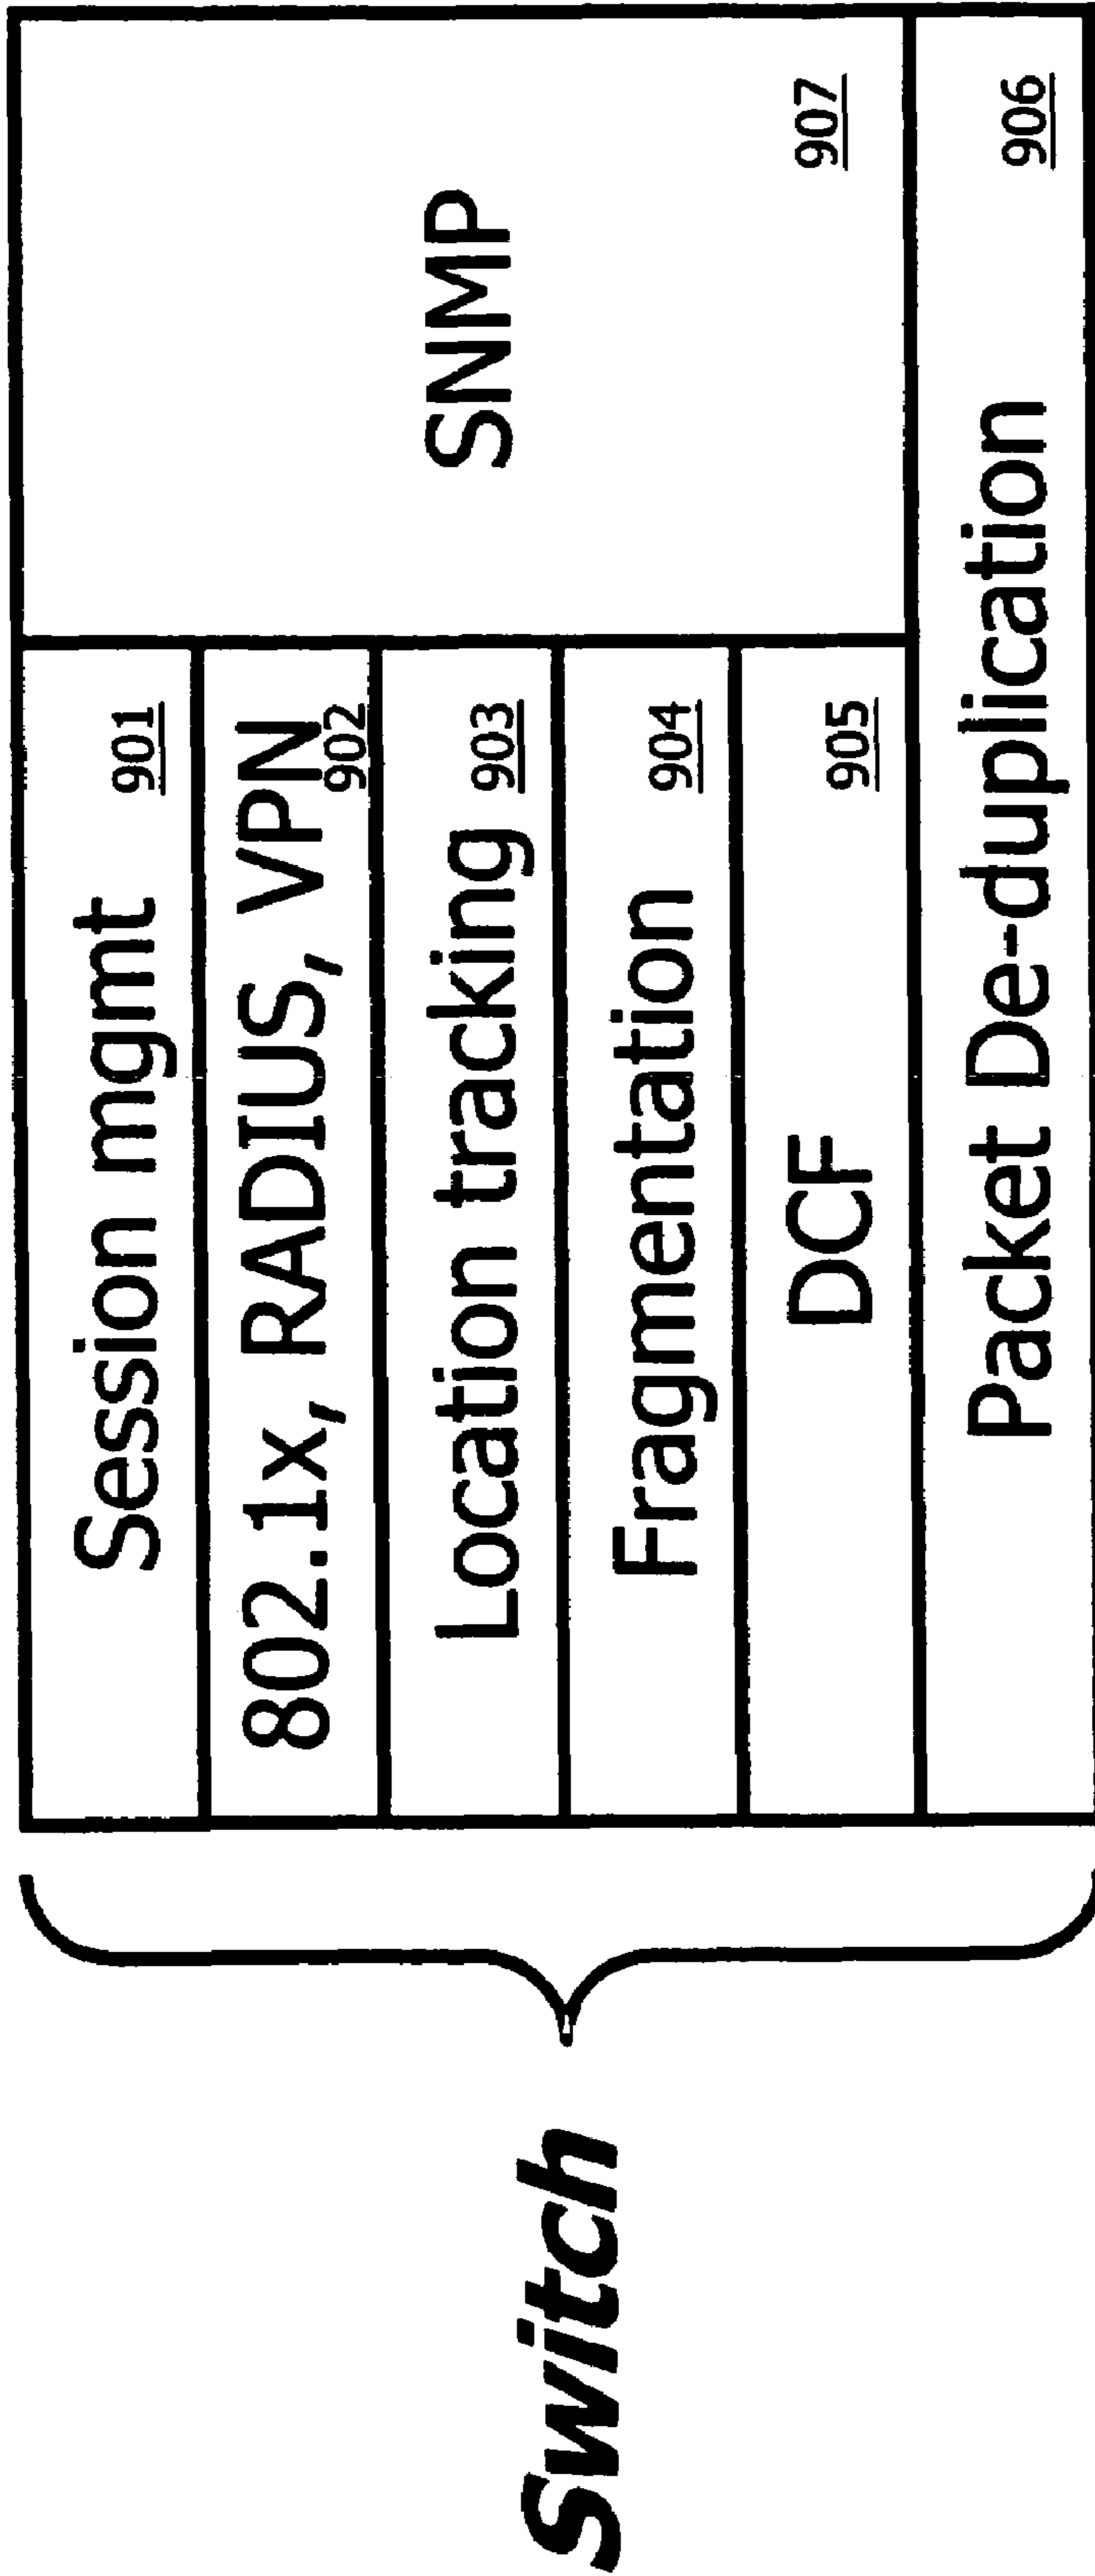 Switch
Session mgmt
901
802.1x, RADIUS, VPN
902
Location tracking
903
Fragmentation
904
DCF
905
SNMP
907
Packet De-duplication
906